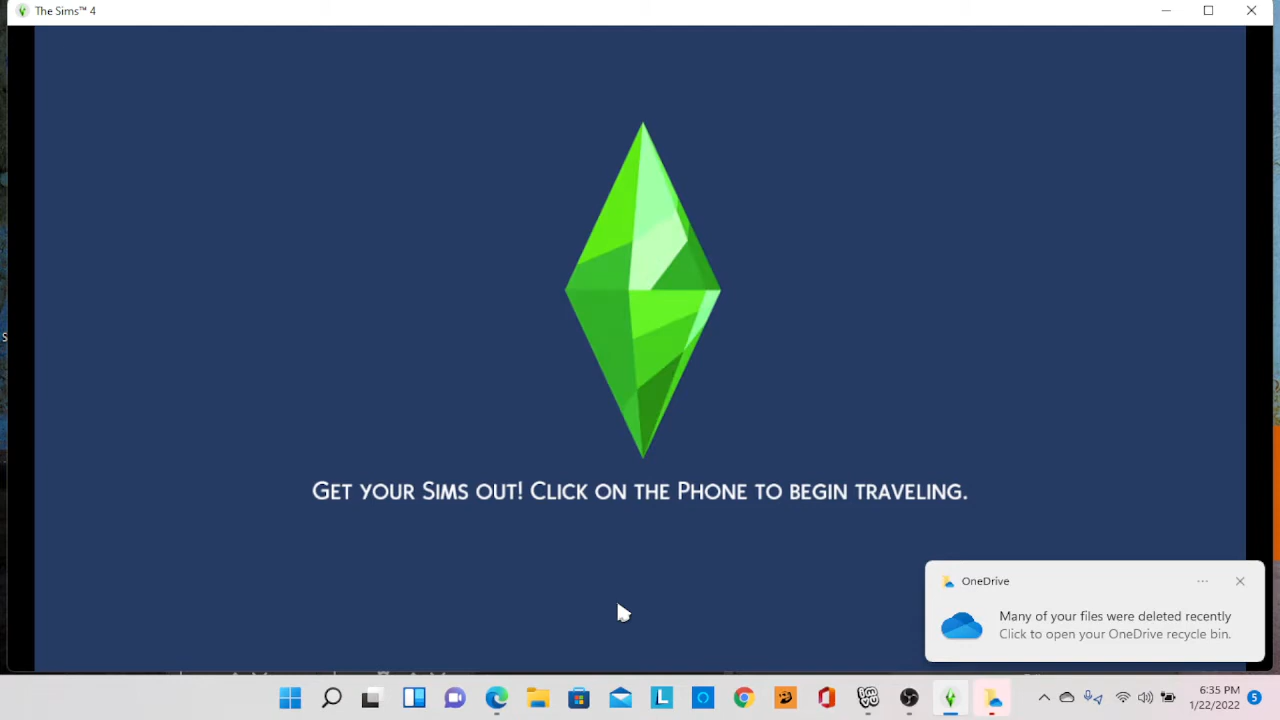 The Sims™ 4
Get your Sims out! Click on the Phone to begin traveling.
OneDrive
Many of your files were deleted recently
Click to open your OneDrive recycle bin.
L
6:35 PM
1/22/2022
5